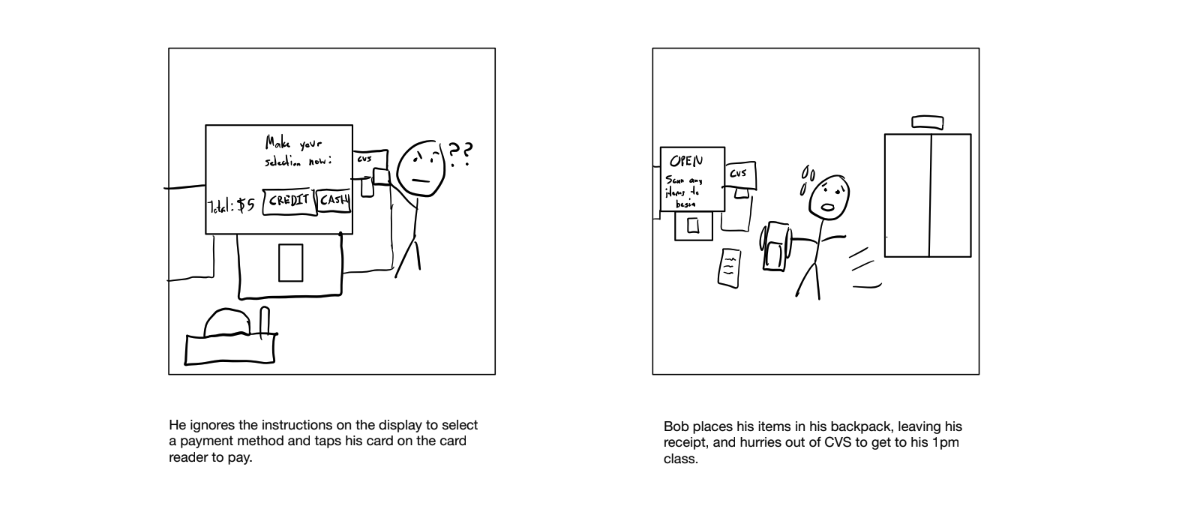 Make your
selection now:
CVS
??
Total: $5
CREDIT
CASH
He ignores the instructions on the display to select
a payment method and taps his card on the card
reader to pay.
OPEN
Scan any
items to
begin
CVS
Bob places his items in his backpack, leaving his
receipt, and hurries out of CVS to get to his 1pm
class.